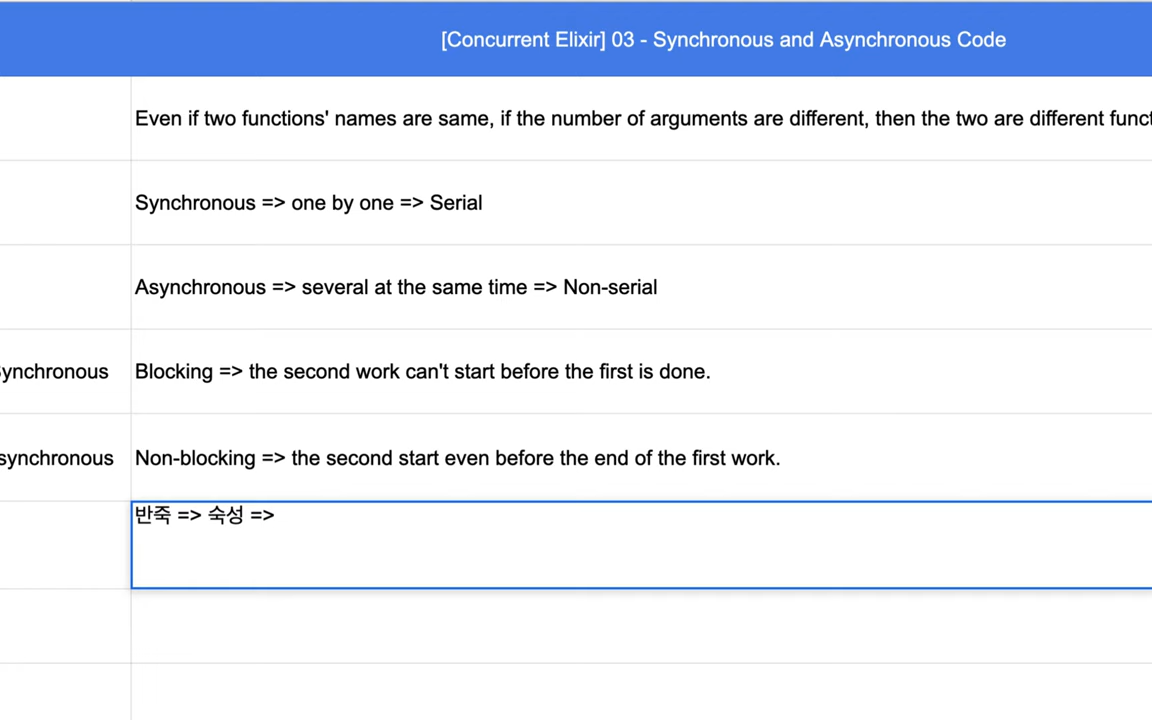 [Concurrent Elixir] 03 - Synchronous and Asynchronous Code
Even if two functions' names are same, if the number of arguments are different, then the two are different funct
Synchronous => one by one => Serial
Asynchronous => several at the same time => Non-serial
ynchronous Blocking => the second work can't start before the first is done.
synchronous Non-blocking => the second start even before the end of the first work.
반죽 => 숙성 =>